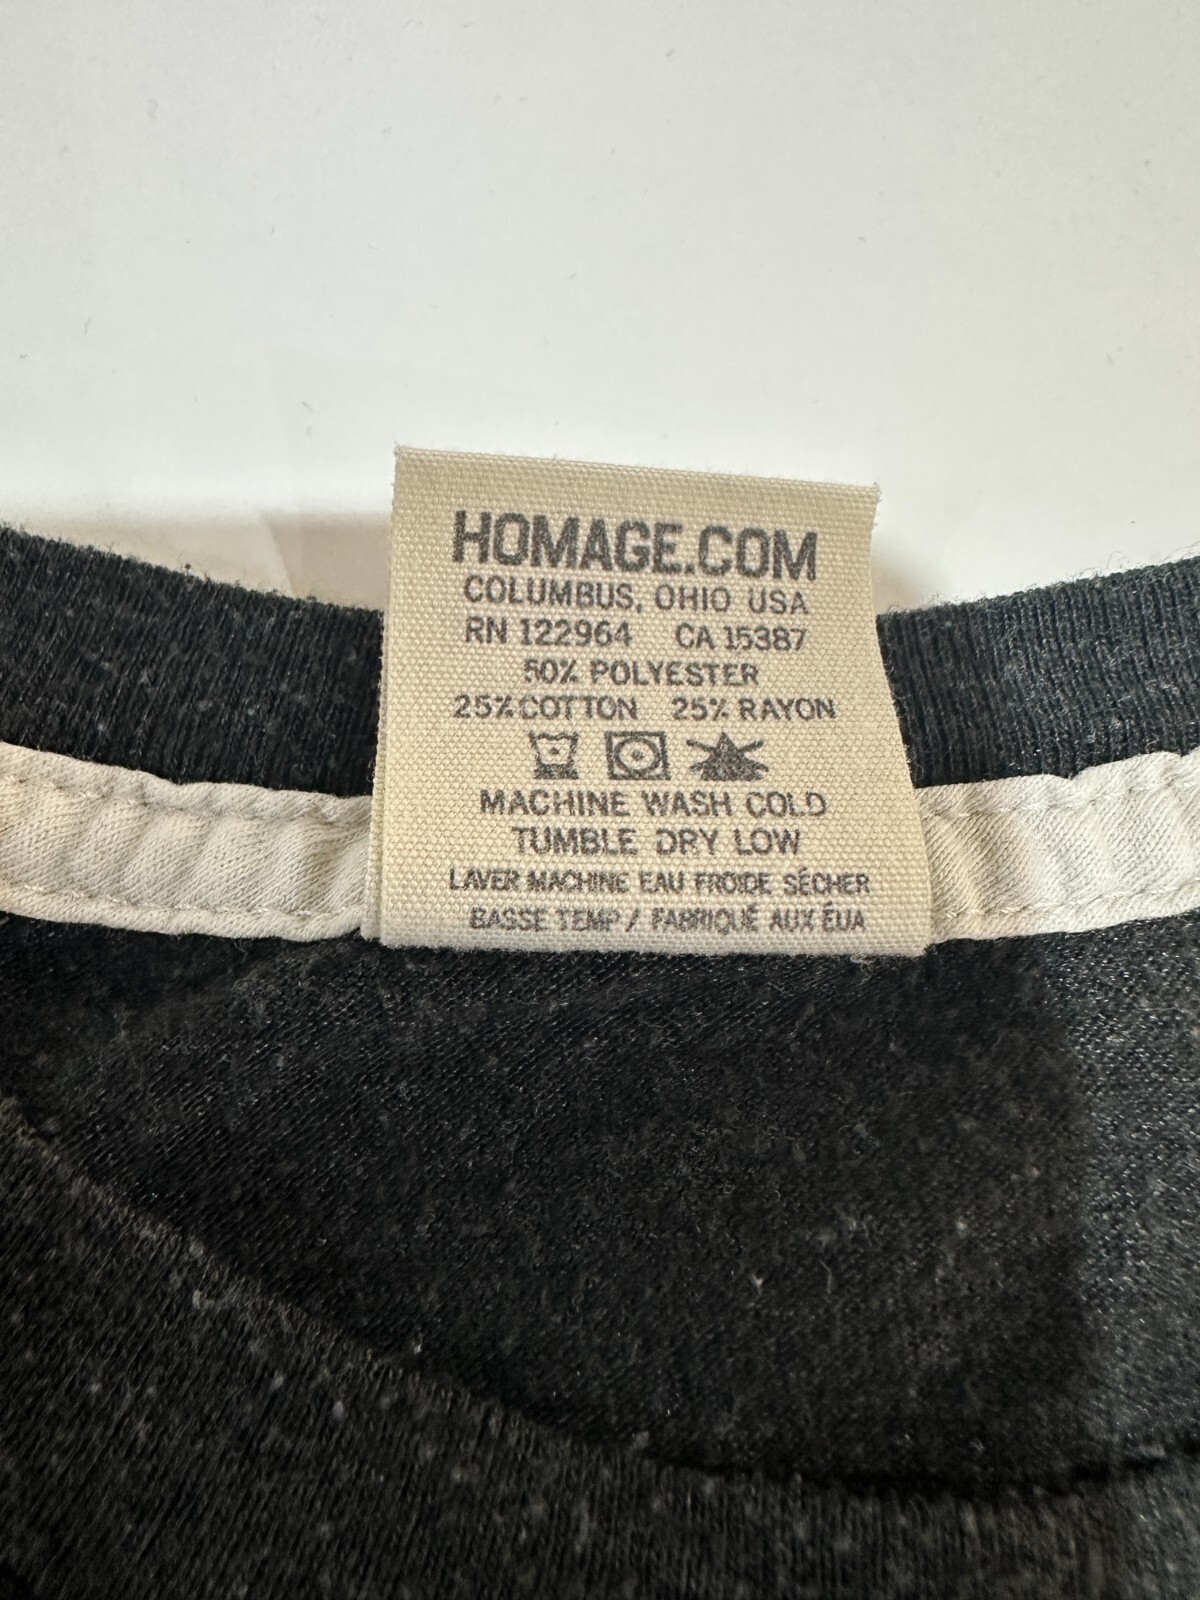 HOMAGE.COM
COLUMBUS, OHIO USA
RN 122964 CA 15387
50% POLYESTER
25% COTTON 25% RAYON
MACHINE WASH COLD
TUMBLE DRY LOW
LAVER MACHINE EAU FROIDE SÉCHER
BASSE TEMP / FABRIQUÉ AUX ÉUA